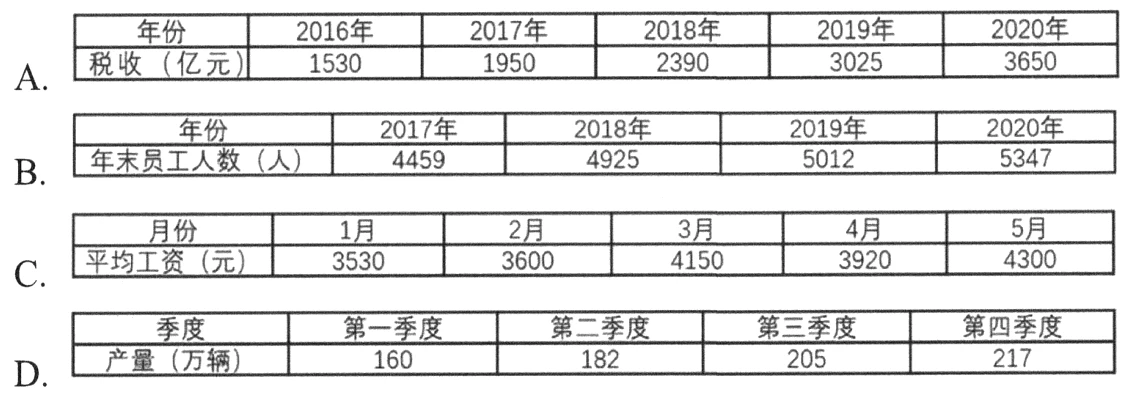 年份 2016年 2017年 2018年 2019年 2020年
A. 税收（亿元） 1530 1950 2390 3025 3650
年份 2017年 2018年 2019年 2020年
B. 年末员工人数（人） 4459 4925 5012 5347
月份 1月 2月 3月 4月 5月
C. 平均工资（元） 3530 3600 4150 3920 4300
季度 第一季度 第二季度 第三季度 第四季度
D. 产量（万辆） 160 182 205 217